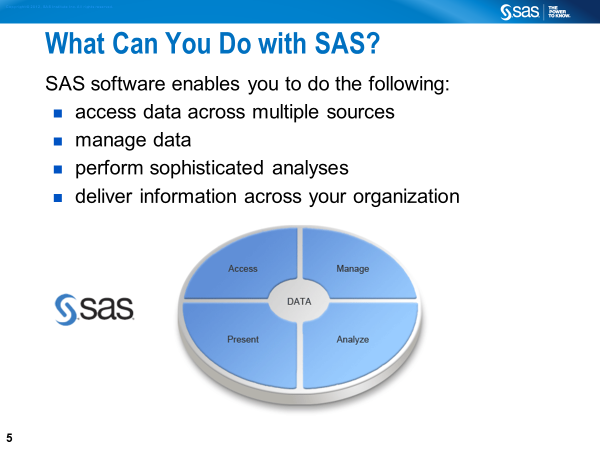 sas THE
POWER
TO KNOW.
What Can You Do with SAS?
SAS software enables you to do the following:
access data across multiple sources
manage data
perform sophisticated analyses
deliver information across your organization
Access
Manage
DATA
sas
Present
Analyze
5